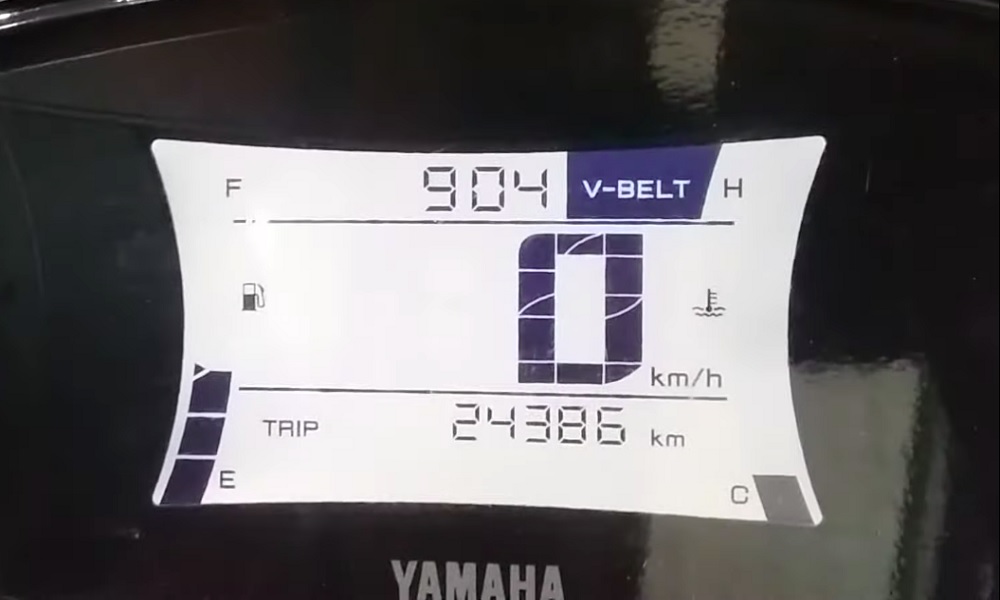 F 904 V-BELT H
0 km/h
TRIP 24386 km
E C
YAMAHA